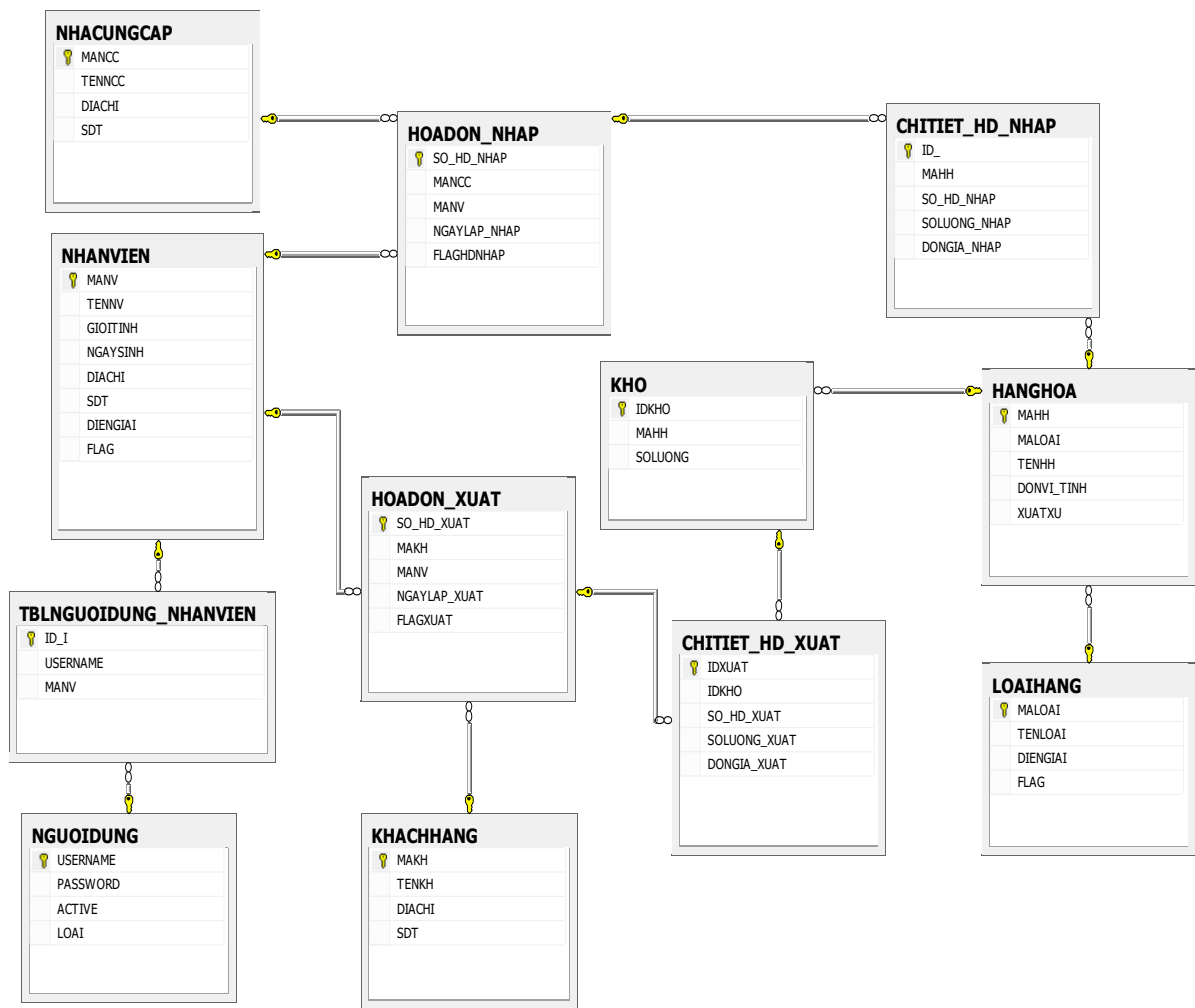 NHACUNGCAP
MANCC
TENNCC
DIACHI
SDT
HOADON_NHAP
SO_HD_NHAP
MANCC
MANV
NGAYLAP_NHAP
FLAGHDNHAP
CHITIET_HD_NHAP
ID_
MAHH
SO_HD_NHAP
SOLUONG_NHAP
DONGIA_NHAP
NHANVIEN
MANV
TENNV
GIOITINH
NGAYSINH
DIACHI
SDT
DIENGIAI
FLAG
KHO
IDKHO
MAHH
SOLUONG
HANGHOA
MAHH
MALOAI
TENHH
DONVI_TINH
XUATXU
HOADON_XUAT
SO_HD_XUAT
MAKH
MANV
NGAYLAP_XUAT
FLAGXUAT
TBLNGUOIDUNG_NHANVIEN
ID_I
USERNAME
MANV
CHITIET_HD_XUAT
IDXUAT
IDKHO
SO_HD_XUAT
SOLUONG_XUAT
DONGIA_XUAT
LOAIHANG
MALOAI
TENLOAI
DIENGIAI
FLAG
NGUOIDUNG
USERNAME
PASSWORD
ACTIVE
LOAI
KHACHHANG
MAKH
TENKH
DIACHI
SDT